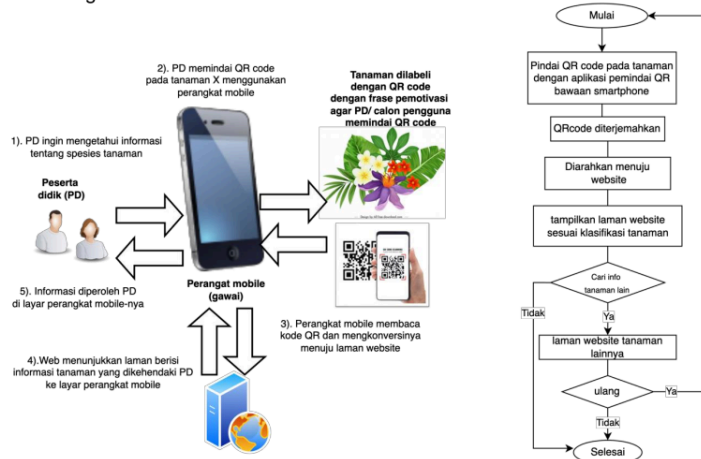 2). PD memindai QR code
pada tanaman X menggunakan
perangkat mobile
Tanaman dilabeli
dengan QR code
dengan frase pemotivasi
agar PD/ calon pengguna
memindai QR code
1). PD ingin mengetahui informasi
tentang spesies tanaman
Peserta
didik (PD)
Perangat mobile
(gawai)
5). Informasi diperoleh PD
di layar perangkat mobile-nya
3). Perangkat mobile membaca
kode QR dan mengkonversinya
menuju laman website
4).Web menunjukkan laman berisi
informasi tanaman yang dikehendaki PD
ke layar perangkat mobile
Mulai
Pindai QR code pada tanaman
dengan aplikasi pemindai QR
bawaan smartphone
QRcode diterjemahkan
Diarahkan menuju
website
tampilkan laman website
sesuai klasifikasi tanaman
Cari info
tanaman lain
Tidak
Ya
laman website tanaman
lainnya
ulang
Ya
Tidak
Selesai